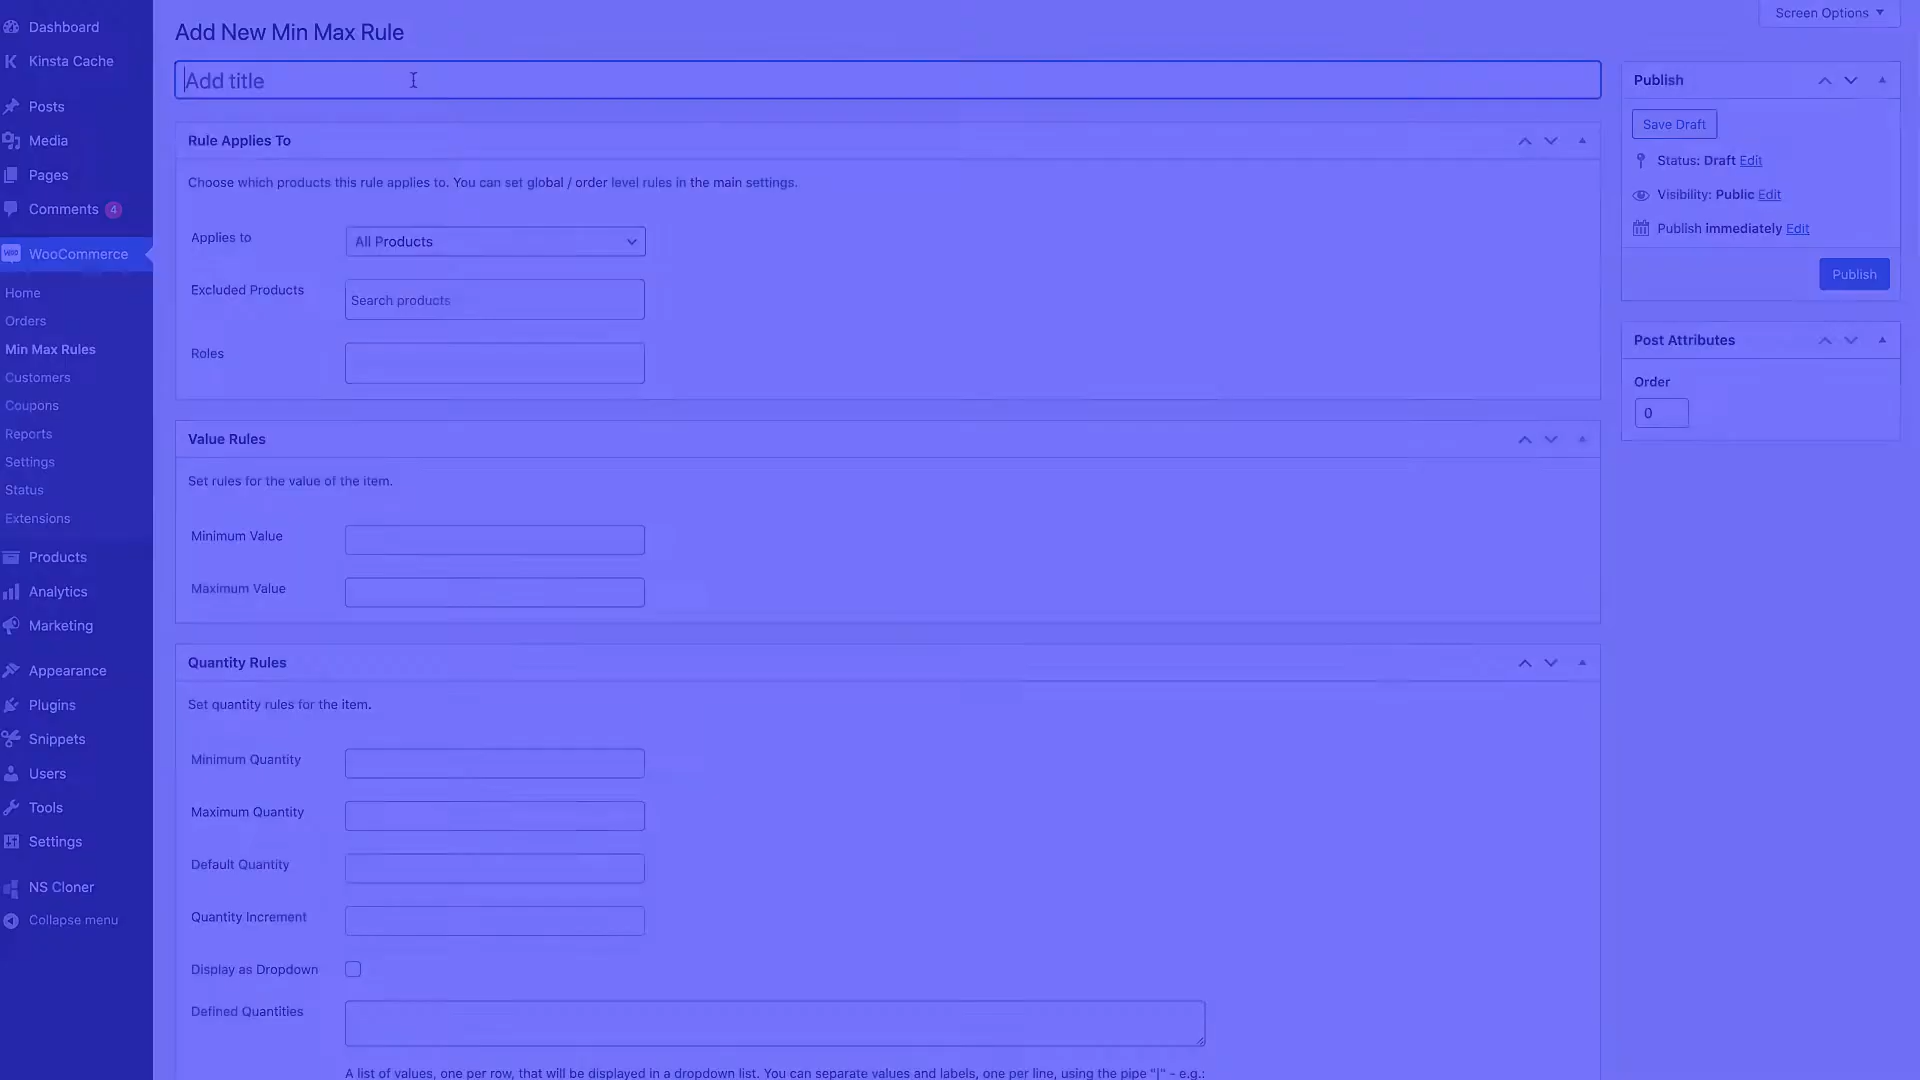 Screen Options
Dashboard
Kinsta Cache
Posts
Media
Pages
Comments 4
WooCommerce
Home
Orders
Min Max Rules
Customers
Coupons
Reports
Settings
Status
Extensions
Products
Analytics
Marketing
Appearance
Plugins
Snippets
Users
Tools
Settings
NS Cloner
Collapse menu
Add New Min Max Rule
Add title
Rule Applies To
Choose which products this rule applies to. You can set global / order level rules in the main settings.
Applies to All Products
Excluded Products Search products
Roles
Value Rules
Set rules for the value of the item.
Minimum Value
Maximum Value
Quantity Rules
Set quantity rules for the item.
Minimum Quantity
Maximum Quantity
Default Quantity
Quantity Increment
Display as Dropdown
Defined Quantities
A list of values, one per row, that will be displayed in a dropdown list. You can separate values and labels, one per line, using the pipe "|" - e.g.:
Publish
Save Draft
Status: Draft Edit
Visibility: Public Edit
Publish immediately Edit
Publish
Post Attributes
Order
0